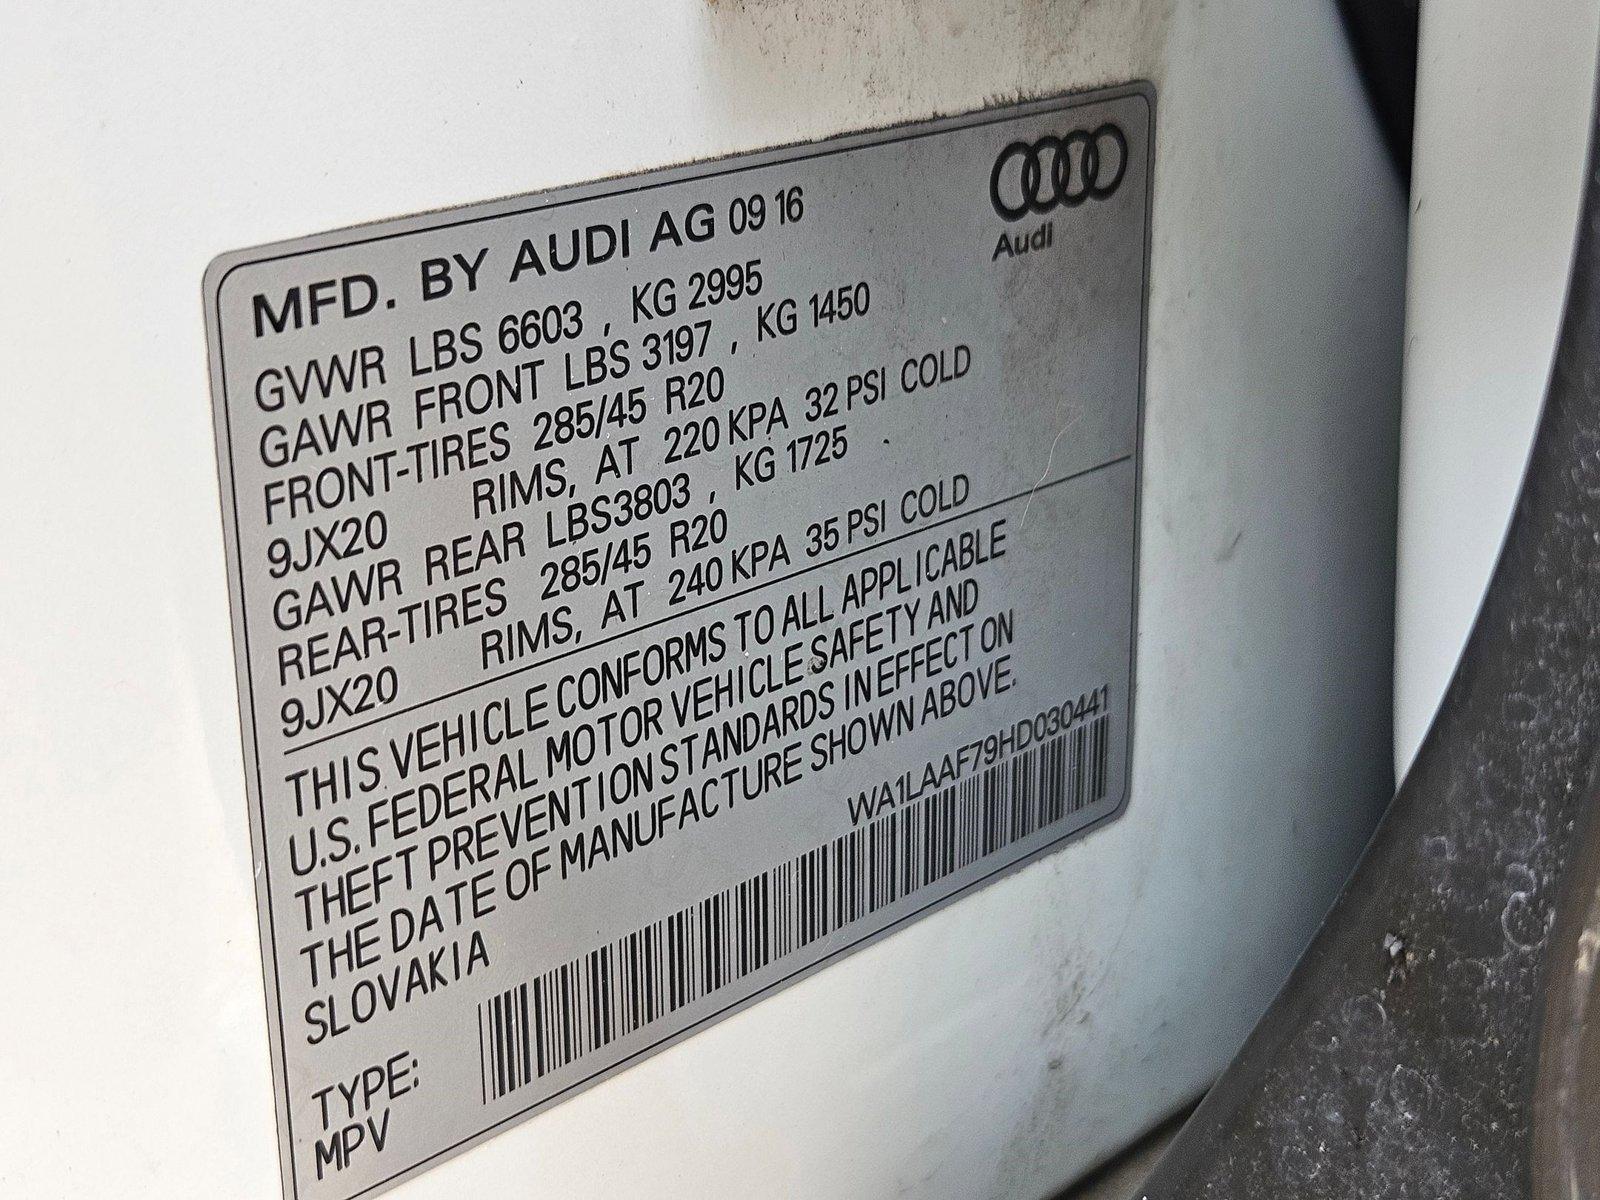 MFD. BY AUDI AG 09 16
Audi
GVWR LBS 6603 , KG 2995
GAWR FRONT LBS 3197 , KG 1450
FRONT-TIRES 285/45 R20
9JX20 RIMS, AT 220 KPA 32 PSI COLD
GAWR REAR LBS3803 , KG 1725
REAR-TIRES 285/45 R20
9JX20 RIMS, AT 240 KPA 35 PSI COLD
THIS VEHICLE CONFORMS TO ALL APPLICABLE
U.S. FEDERAL MOTOR VEHICLE SAFETY AND
THEFT PREVENTION STANDARDS IN EFFECT ON
THE DATE OF MANUFACTURE SHOWN ABOVE.
SLOVAKIA
WA1LAAF79HD030441
TYPE:
MPV